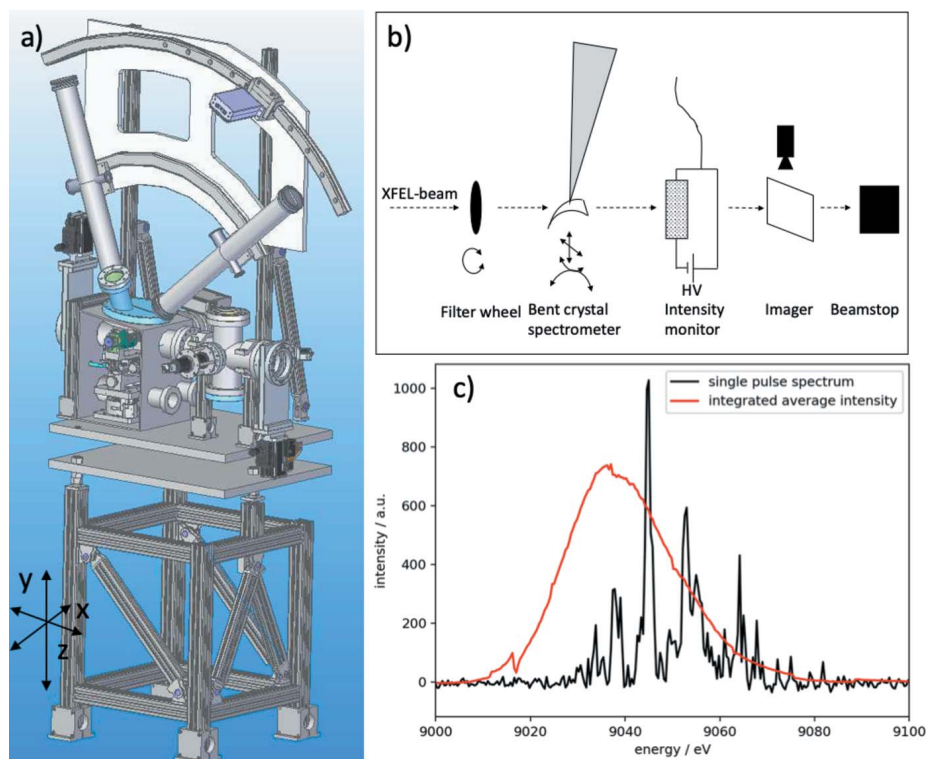 a)
y
x
z
b)
XFEL-beam
HV
Filter wheel
Bent crystal
spectrometer
Intensity
monitor
Imager
Beamstop
c)
single pulse spectrum
integrated average intensity
1000
800
600
400
200
0
intensity / a.u.
9000 9020 9040 9060 9080 9100
energy / eV